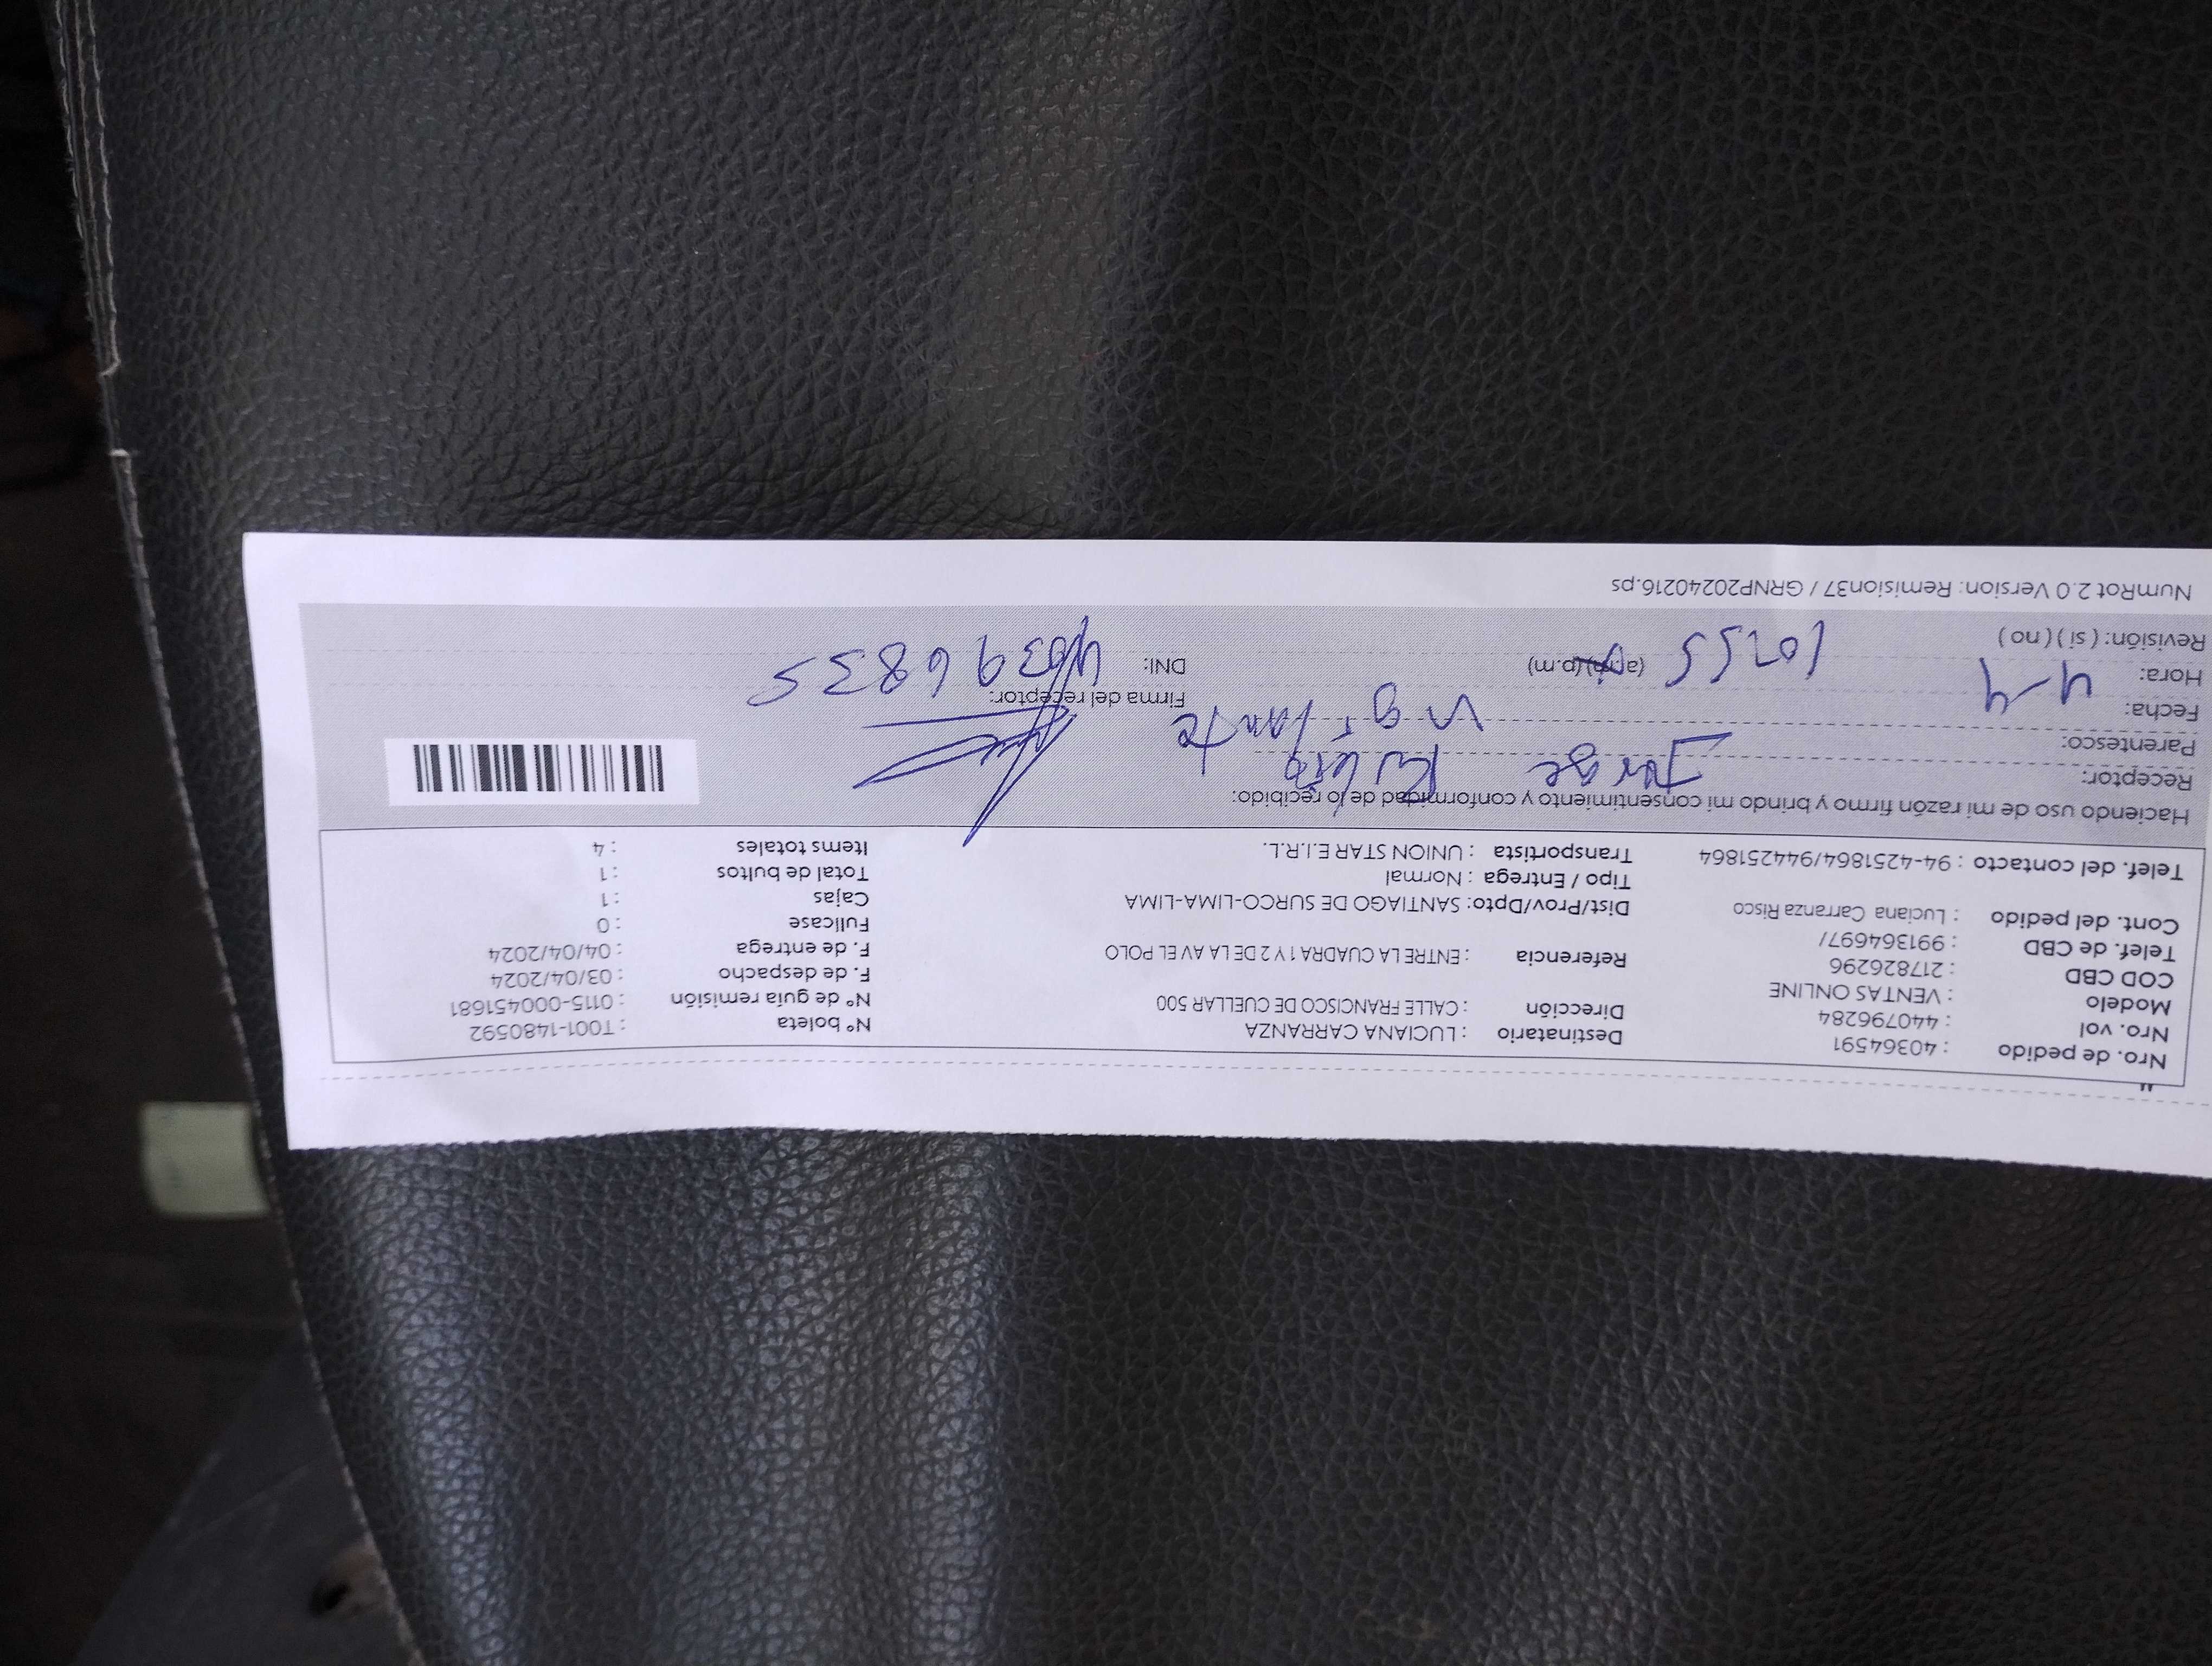 Nro. de pedido : 40364591 Destinatario : LUCIANA CARRANZA N° boleta : T001-1480592
Nro. vol : 440796284 Dirección : CALLE FRANCISCO DE CUELLAR 500 N° de guía remisión : 0115-000451681
Modelo : VENTAS ONLINE F. de despacho : 03/04/2024
COD CBD : 217826296 Referencia : ENTRE LA CUADRA 1 Y 2 DE LA AV EL POLO F. de entrega : 04/04/2024
Telef. de CBD : 991364697/ Fullcase : 0
Cont. del pedido : Luciana Carranza Risco Dist/Prov/Dpto: SANTIAGO DE SURCO-LIMA-LIMA Cajas : 1
Tipo / Entrega : Normal Total de bultos : 1
Telef. del contacto : 94-4251864/944251864 Transportista : UNION STAR E.I.R.L. Items totales : 4
Haciendo uso de mi razón firmo y brindo mi consentimiento y conformidad de lo recibido:
Receptor: Jorge
Parentesco: Vigilante
Fecha: 4-4 Firma del receptor:
Hora: 10:55 (a.m) (p.m) DNI: 40396835
Revisión: ( si ) ( no )
NumRot 2.0 Version: Remision37 / GRNP20240216.ps